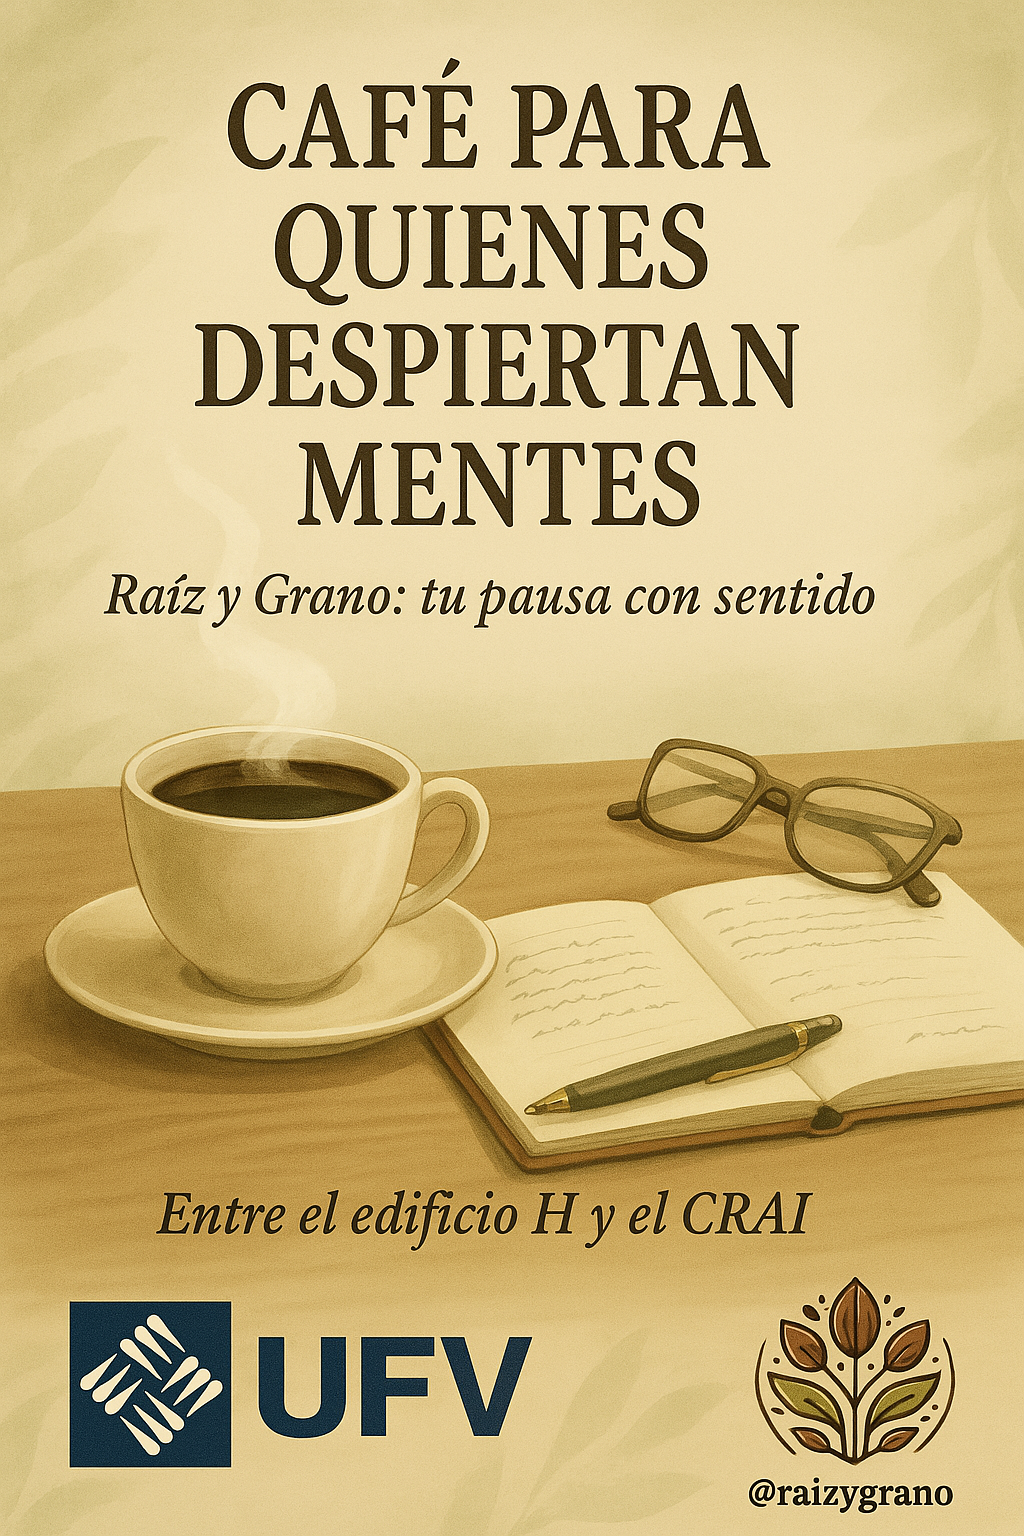 CAFÉ PARA
QUIENES
DESPIERTAN
MENTES
Raíz y Grano: tu pausa con sentido
Entre el edificio H y el CRAI
UFV
@raizygrano